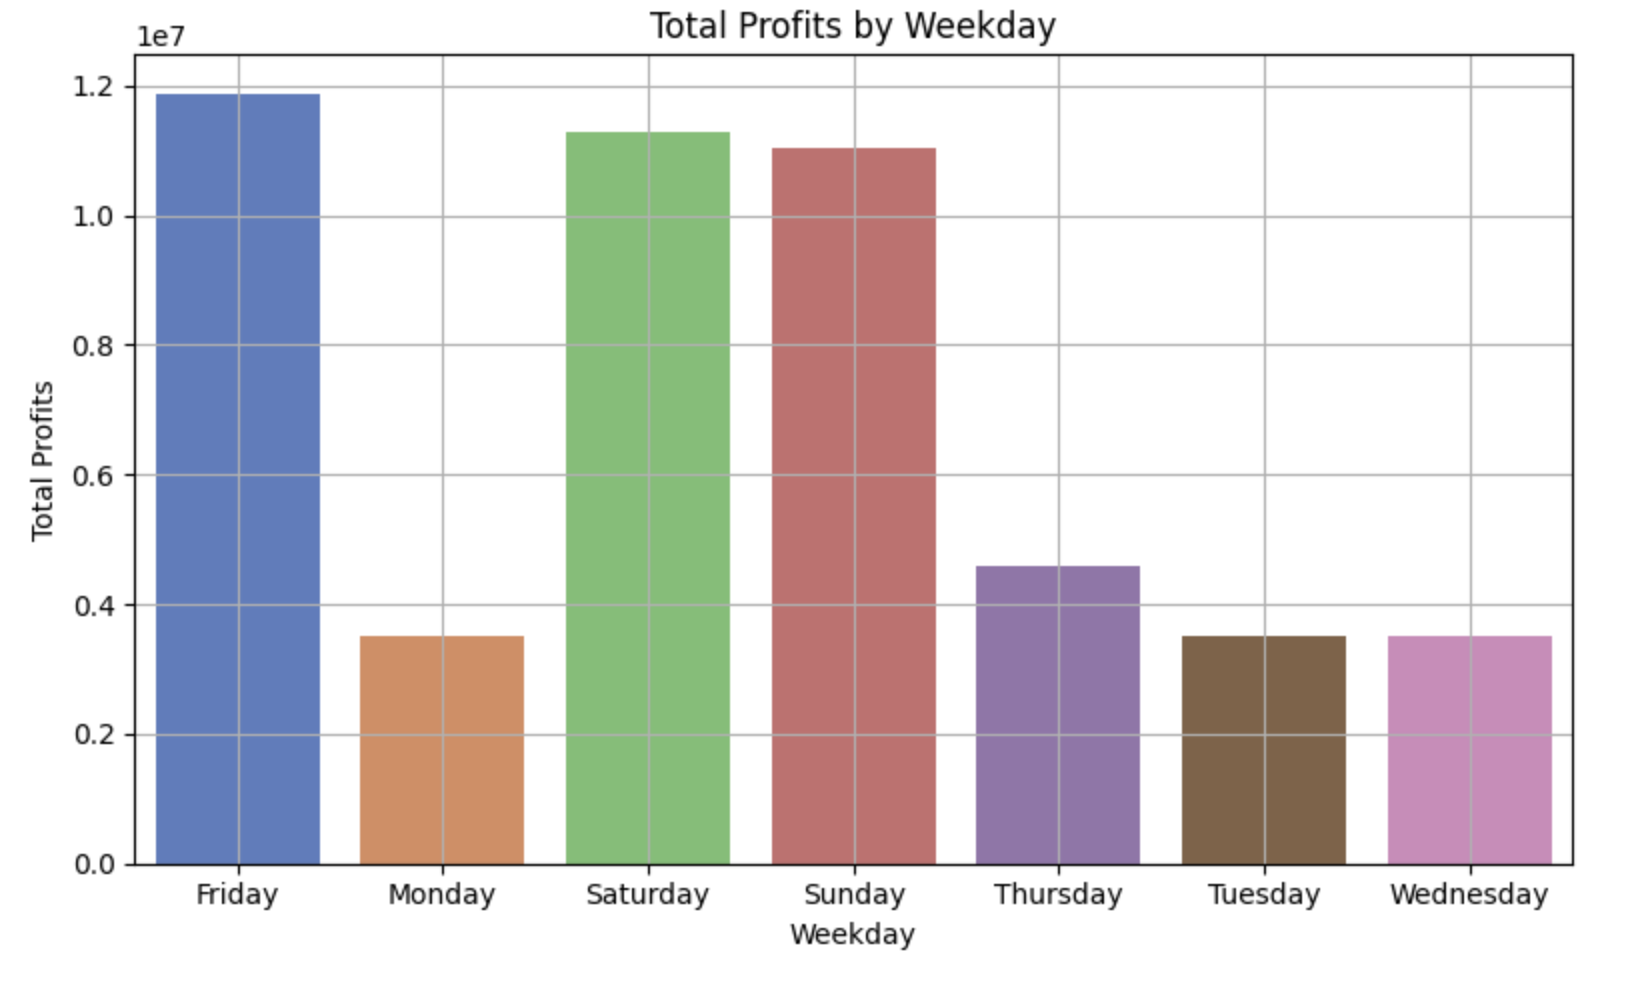 Total Profits by Weekday
1e7
1.2
1.0
0.8
0.6
0.4
0.2
0.0
Total Profits
Friday Monday Saturday Sunday Thursday Tuesday Wednesday
Weekday